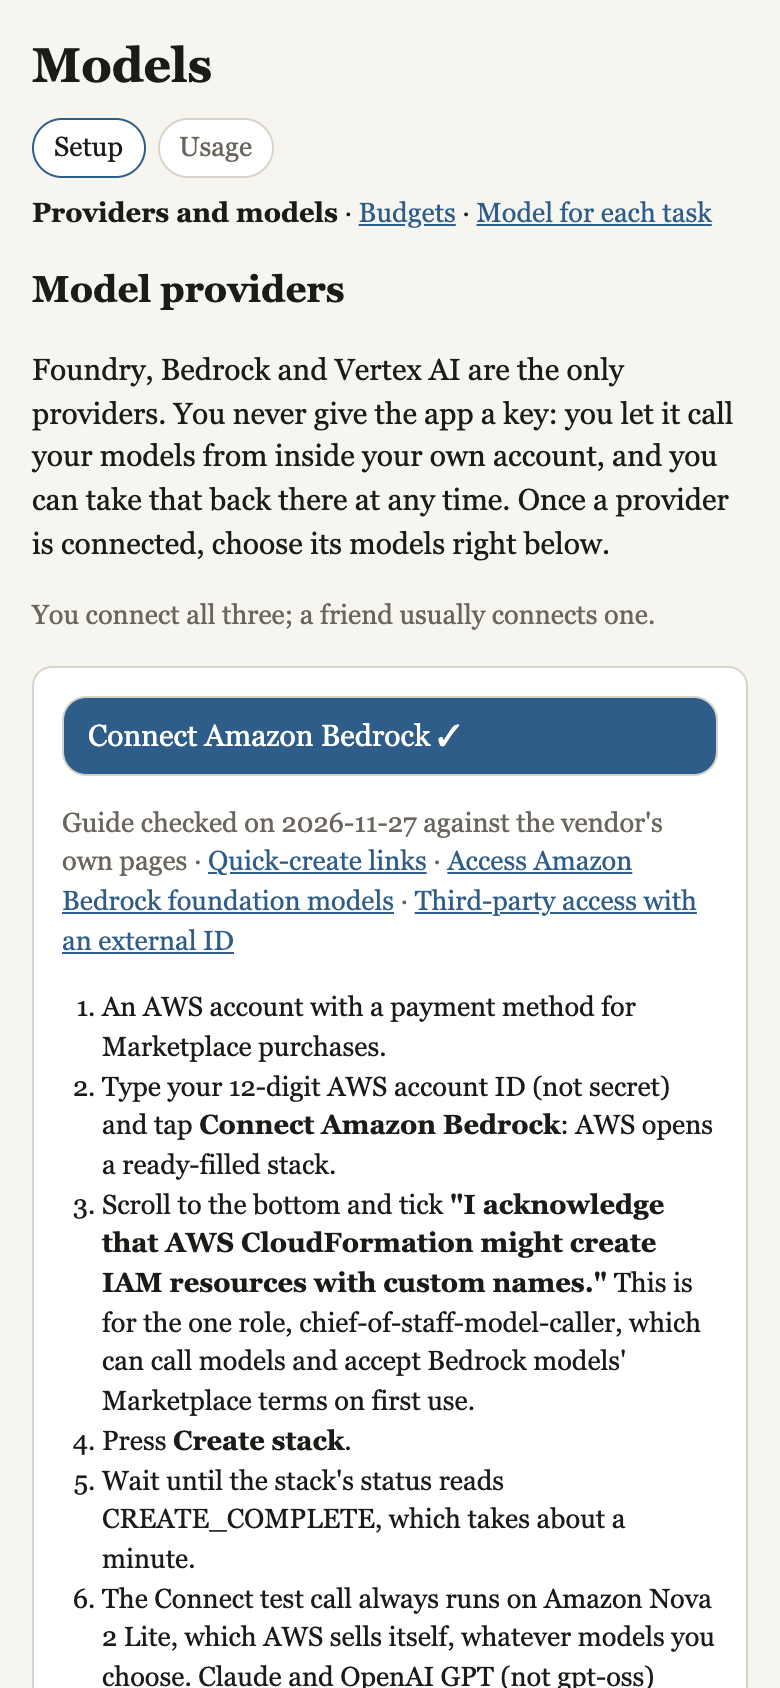 Models
Setup Usage
Providers and models · Budgets · Model for each task
Model providers
Foundry, Bedrock and Vertex AI are the only
providers. You never give the app a key: you let it call
your models from inside your own account, and you
can take that back there at any time. Once a provider
is connected, choose its models right below.
You connect all three; a friend usually connects one.
Connect Amazon Bedrock ✓
Guide checked on 2026-11-27 against the vendor's
own pages · Quick-create links · Access Amazon
Bedrock foundation models · Third-party access with
an external ID
1. An AWS account with a payment method for
Marketplace purchases.
2. Type your 12-digit AWS account ID (not secret)
and tap Connect Amazon Bedrock: AWS opens
a ready-filled stack.
3. Scroll to the bottom and tick "I acknowledge
that AWS CloudFormation might create
IAM resources with custom names." This is
for the one role, chief-of-staff-model-caller, which
can call models and accept Bedrock models'
Marketplace terms on first use.
4. Press Create stack.
5. Wait until the stack's status reads
CREATE_COMPLETE, which takes about a
minute.
6. The Connect test call always runs on Amazon Nova
2 Lite, which AWS sells itself, whatever models you
choose. Claude and OpenAI GPT (not gpt-oss)